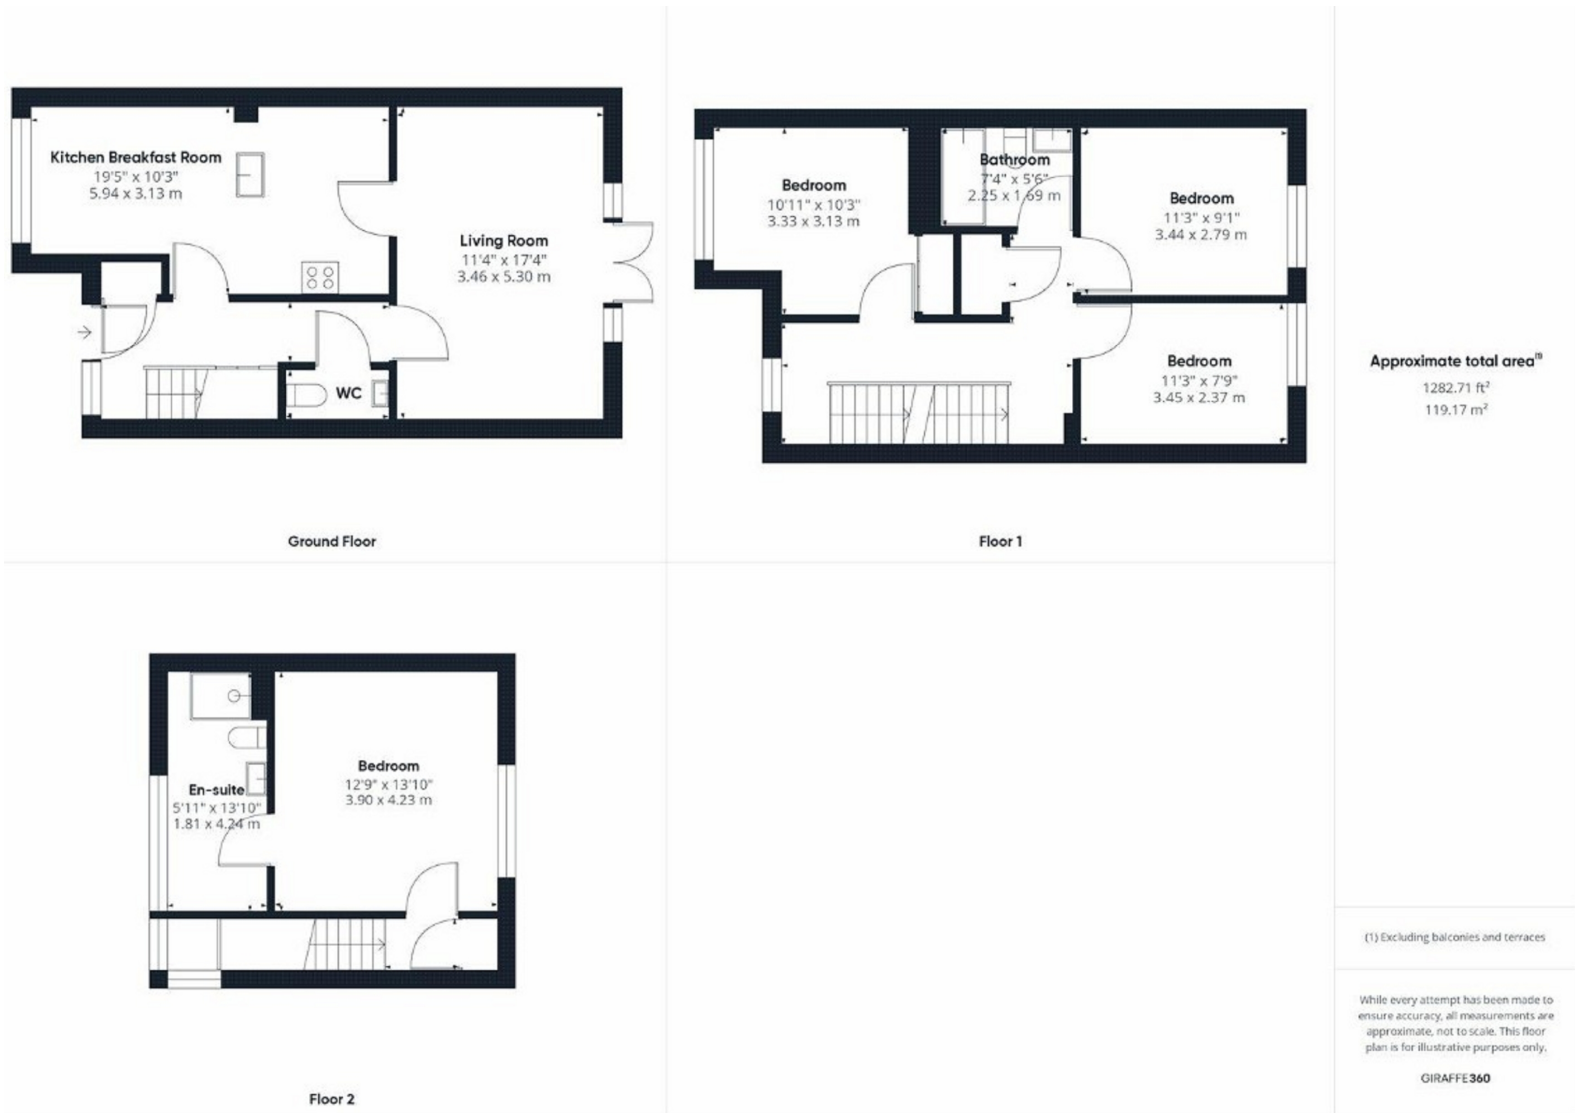 Kitchen Breakfast Room
19'5" x 10'3"
5.94 x 3.13 m
Living Room
11'4" x 17'4"
3.46 x 5.30 m
WC
Ground Floor
Bedroom
10'11" x 10'3"
3.33 x 3.13 m
Bathroom
7'4" x 5'6"
2.25 x 1.69 m
Bedroom
11'3" x 9'1"
3.44 x 2.79 m
Bedroom
11'3" x 7'9"
3.45 x 2.37 m
Floor 1
En-suite
5'11" x 13'10"
1.81 x 4.24 m
Bedroom
12'9" x 13'10"
3.90 x 4.23 m
Floor 2
Approximate total area⁽¹⁾
1282.71 ft²
119.17 m²
(1) Excluding balconies and terraces
While every attempt has been made to
ensure accuracy, all measurements are
approximate, not to scale. This floor
plan is for illustrative purposes only.
GIRAFFE360